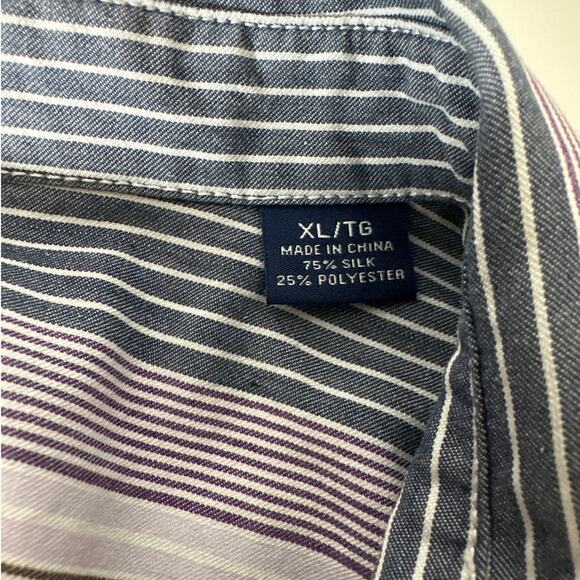 XL/TG
MADE IN CHINA
75% SILK
25% POLYESTER